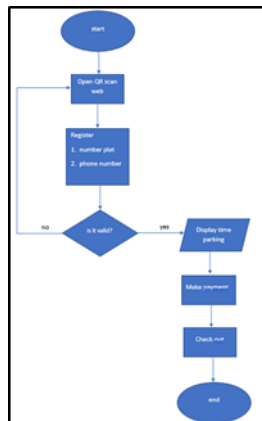 start
Open QR scan
web
Register
1. number plat
2. phone number
Is it valid?
no
yes
Display time
parking
Make payment
Check out
end